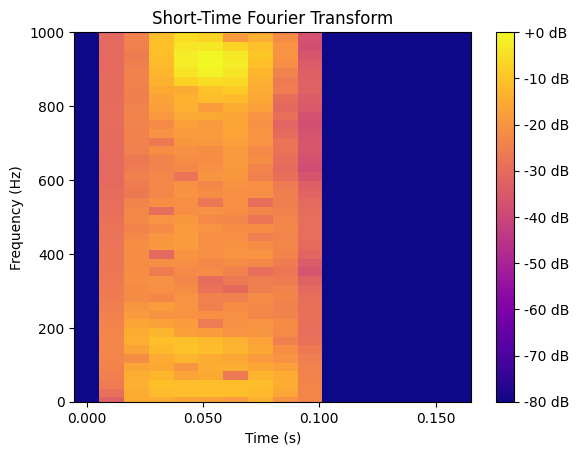 Short-Time Fourier Transform
1000
800
600
400
200
0
Frequency (Hz)
0.000
0.050
0.100
0.150
Time (s)
+0 dB
-10 dB
-20 dB
-30 dB
-40 dB
-50 dB
-60 dB
-70 dB
-80 dB